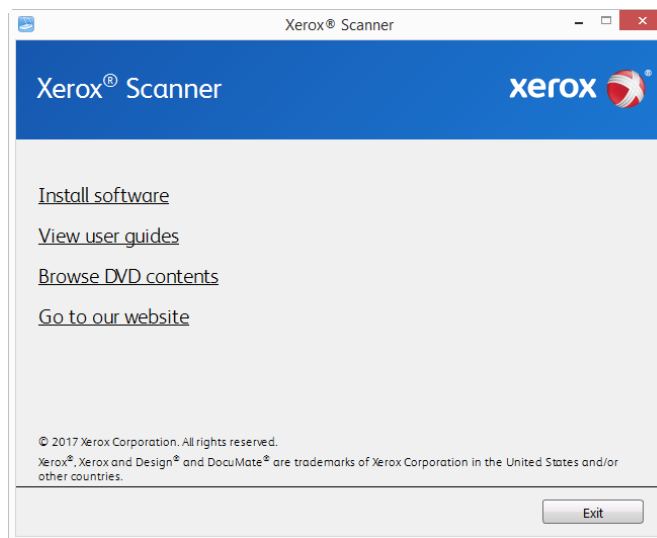 Xerox® Scanner
Xerox® Scanner
xerox ®
Install software
View user guides
Browse DVD contents
Go to our website
© 2017 Xerox Corporation. All rights reserved.
Xerox®, Xerox and Design® and DocuMate® are trademarks of Xerox Corporation in the United States and/or
other countries.
Exit